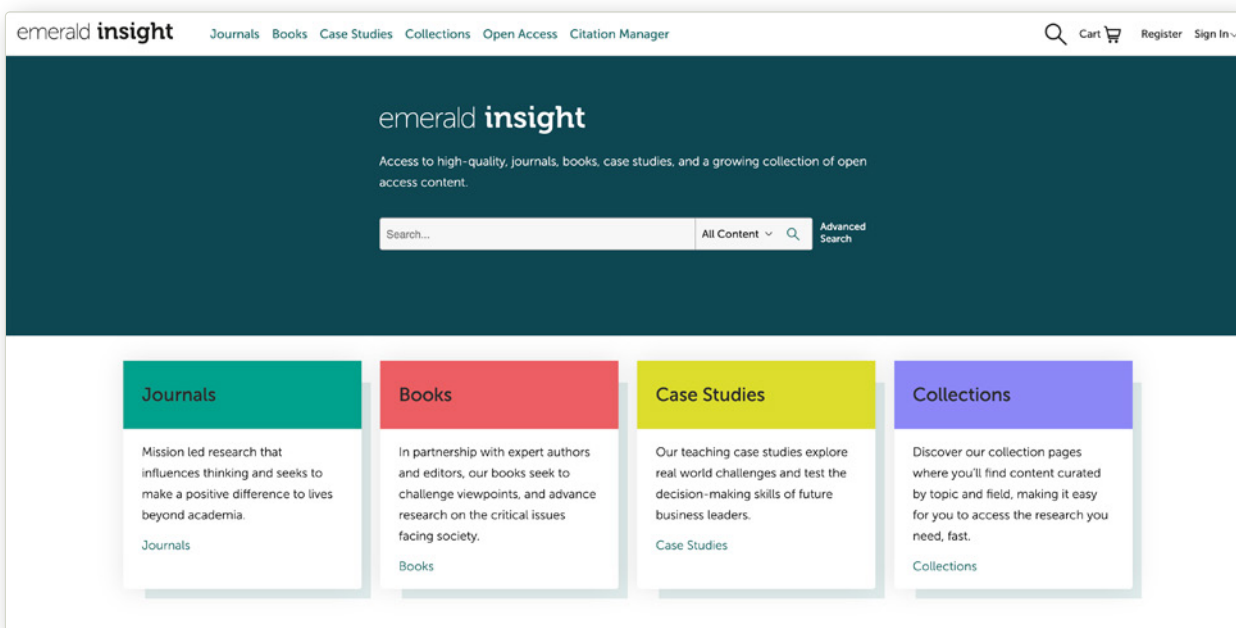 emerald insight Journals Books Case Studies Collections Open Access Citation Manager Cart Register Sign In
emerald insight
Access to high-quality, journals, books, case studies, and a growing collection of open
access content.
Search... All Content Advanced
Search
Journals
Mission led research that
influences thinking and seeks to
make a positive difference to lives
beyond academia.
Journals
Books
In partnership with expert authors
and editors, our books seek to
challenge viewpoints, and advance
research on the critical issues
facing society.
Books
Case Studies
Our teaching case studies explore
real world challenges and test the
decision-making skills of future
business leaders.
Case Studies
Collections
Discover our collection pages
where you'll find content curated
by topic and field, making it easy
for you to access the research you
need, fast.
Collections